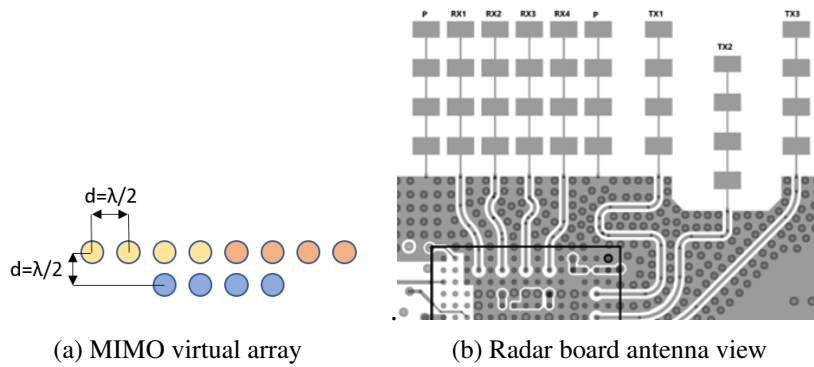 P RX1 RX2 RX3 RX4 P TX1 TX3
TX2
d=λ/2
d=λ/2
(a) MIMO virtual array
(b) Radar board antenna view